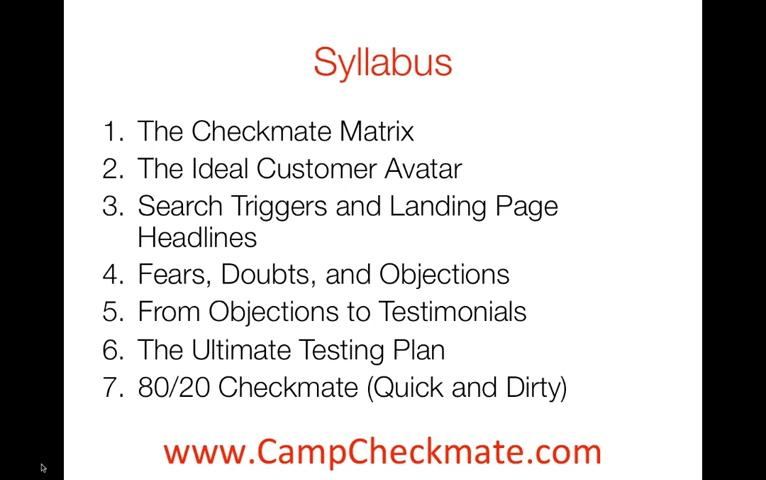 Syllabus
1. The Checkmate Matrix
2. The Ideal Customer Avatar
3. Search Triggers and Landing Page
Headlines
4. Fears, Doubts, and Objections
5. From Objections to Testimonials
6. The Ultimate Testing Plan
7. 80/20 Checkmate (Quick and Dirty)
www.CampCheckmate.com